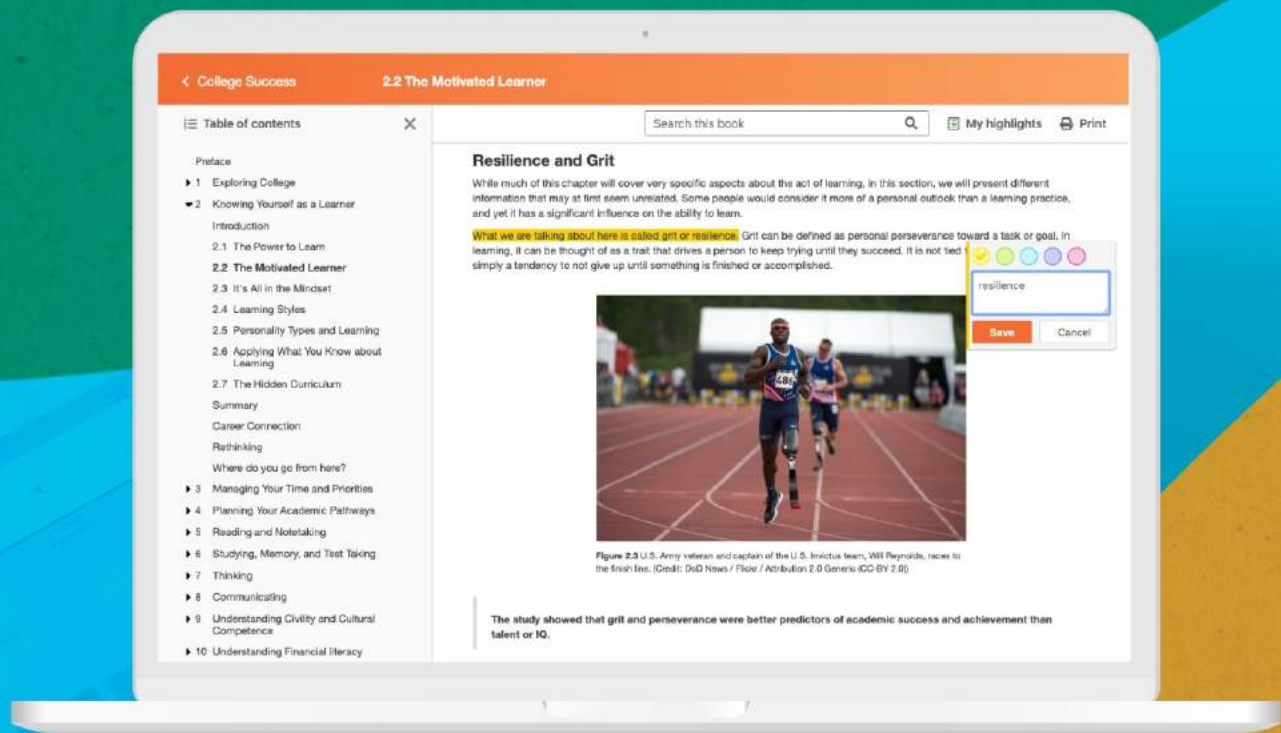 College Success
2.2 The Motivated Learner
Table of contents
Search this book
My highlights
Print
Preface
1 Exploring College
2 Knowing Yourself as a Learner
Introduction
2.1 The Power to Learn
2.2 The Motivated Learner
2.3 It's All in the Mindset
2.4 Learning Styles
2.5 Personality Types and Learning
2.6 Applying What You Know about
Learning
2.7 The Hidden Curriculum
Summary
Career Connection
Rethinking
Where do you go from here?
3 Managing Your Time and Priorities
4 Planning Your Academic Pathways
5 Reading and Notetaking
6 Studying, Memory, and Test Taking
7 Thinking
8 Communicating
9 Understanding Civility and Cultural
Competence
10 Understanding Financial literacy
Resilience and Grit
While much of this chapter will cover very specific aspects about the act of learning, in this section, we will present different
information that may at first seem unrelated. Some people would consider it more of a personal outlook than a learning practice,
and yet it has a significant influence on the ability to learn.
What we are talking about here is called grit or resilience. Grit can be defined as personal perseverance toward a task or goal. In
learning, it can be thought of as a trait that drives a person to keep trying until they succeed. It is not tied
simply a tendency to not give up until something is finished or accomplished.
resilience
Save
Cancel
486
Figure 2.3 U.S. Army veteran and captain of the U.S. Invictus team, Will Reynolds, races to
the finish line. (Credit: DoD News / Flickr / Attribution 2.0 Generic (CC-BY 2.0))
The study showed that grit and perseverance were better predictors of academic success and achievement than
talent or IQ.